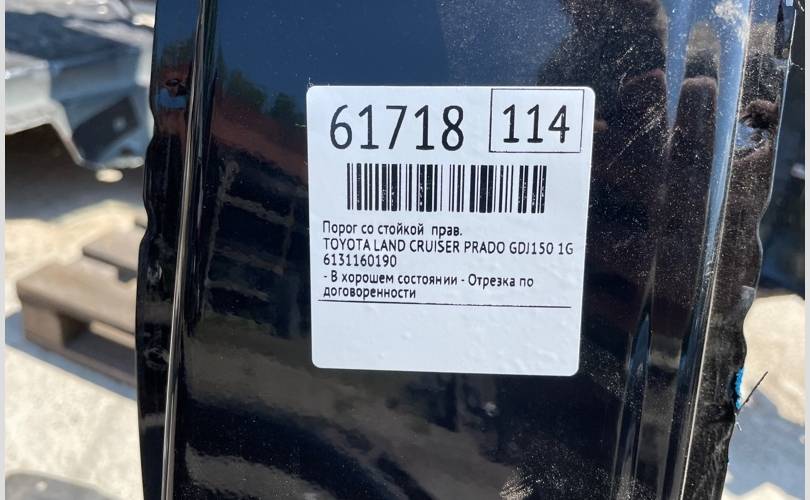 61718 114
Порог со стойкой прав.
TOYOTA LAND CRUISER PRADO GDJ150 1G
6131160190
- В хорошем состоянии - Отрезка по
договоренности